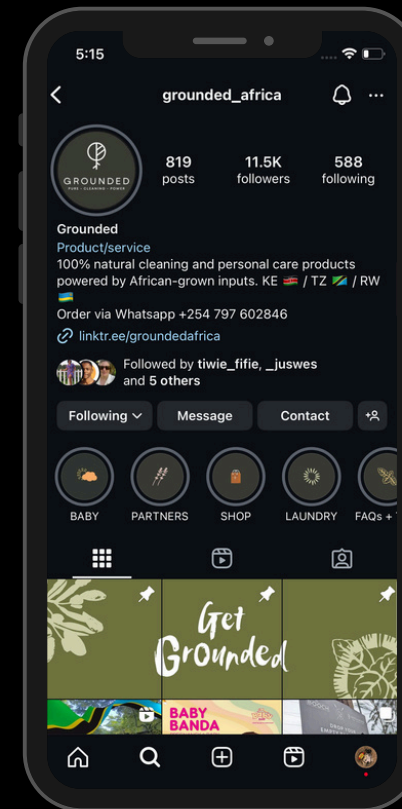 5:15
grounded_africa
GROUNDED
PURE · CLEANING · POWER
819
posts
11.5K
followers
588
following
Grounded
Product/service
100% natural cleaning and personal care products
powered by African-grown inputs. KE 🇰🇪 / TZ 🇹🇿 / RW
🇷🇼
Order via Whatsapp +254 797 602846
linktr.ee/groundedafrica
Followed by tiwie_fifie, _juswes
and 5 others
Following
Message
Contact
BABY
PARTNERS
SHOP
LAUNDRY
FAQs +
Get
Grounded
BABY
BANDA